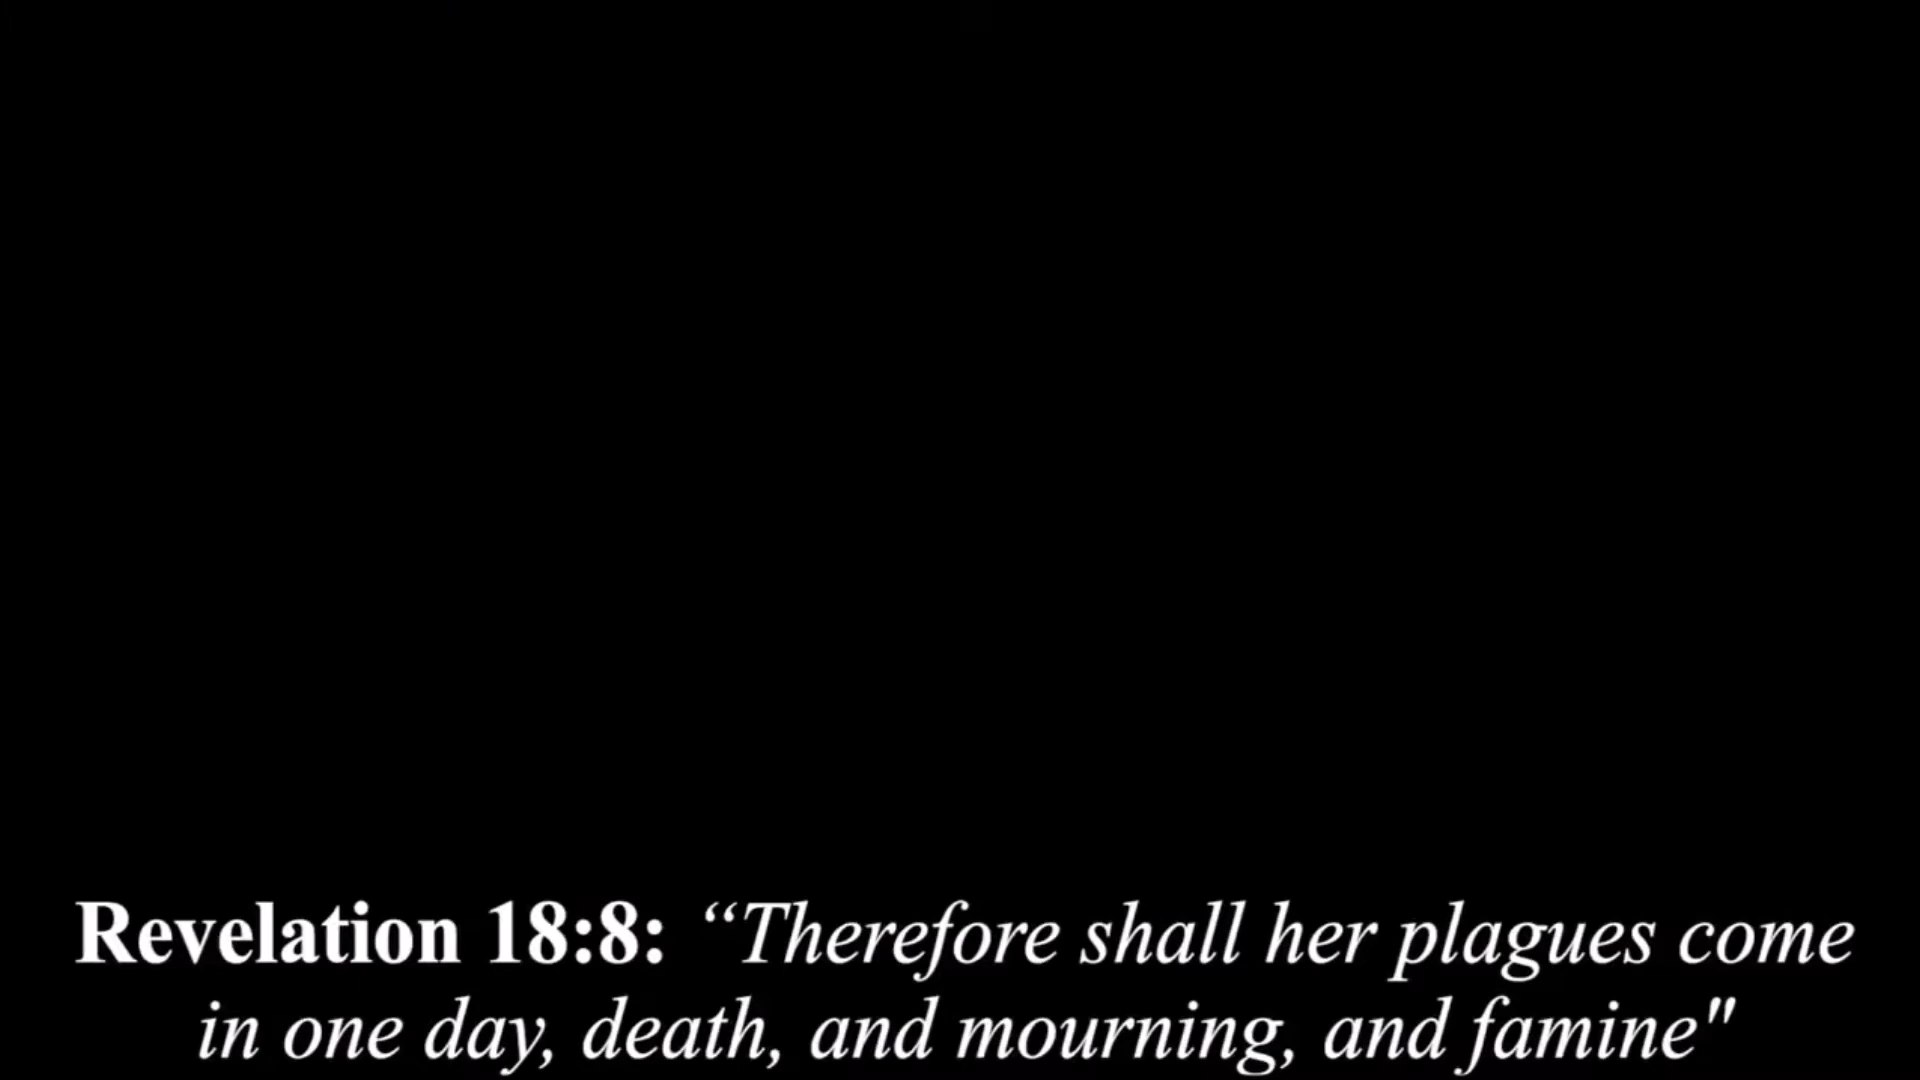 Revelation 18:8: “Therefore shall her plagues come
in one day, death, and mourning, and famine"